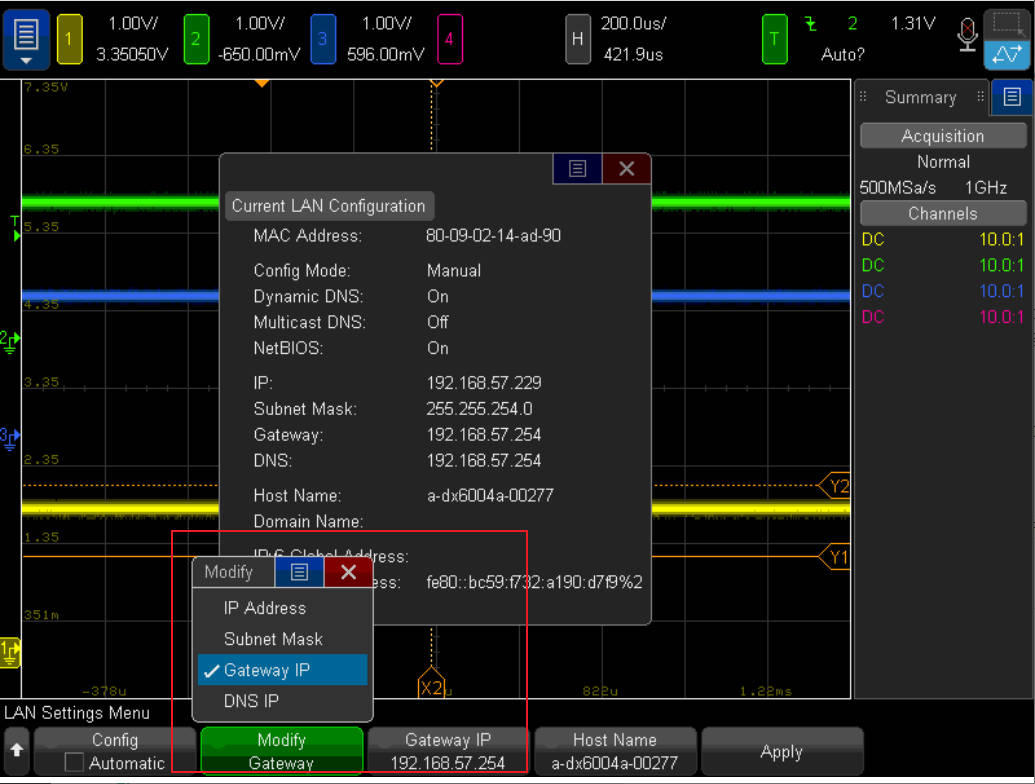 1 1.00V/ 2 1.00V/ 3 1.00V/ 4 H 200.0us/ T 2 1.31V
3.35050V -650.00mV 596.00mV 421.9us Auto?
7.35V
6.35
5.35
4.35
3.35
2.35
1.35
351m
-378u
822u 1.22ms
T
2
3
1
Y2
Y1
X2
Summary
Acquisition
Normal
500MSa/s 1GHz
Channels
DC 10.0:1
DC 10.0:1
DC 10.0:1
DC 10.0:1
Current LAN Configuration
MAC Address: 80-09-02-14-ad-90
Config Mode: Manual
Dynamic DNS: On
Multicast DNS: Off
NetBIOS: On
IP: 192.168.57.229
Subnet Mask: 255.255.254.0
Gateway: 192.168.57.254
DNS: 192.168.57.254
Host Name: a-dx6004a-00277
Domain Name:
IPv6 Global Address:
ess: fe80::bc59:f732:a190:d7f9%2
Modify
IP Address
Subnet Mask
Gateway IP
DNS IP
LAN Settings Menu
Config Modify Gateway IP Host Name Apply
Automatic Gateway 192.168.57.254 a-dx6004a-00277